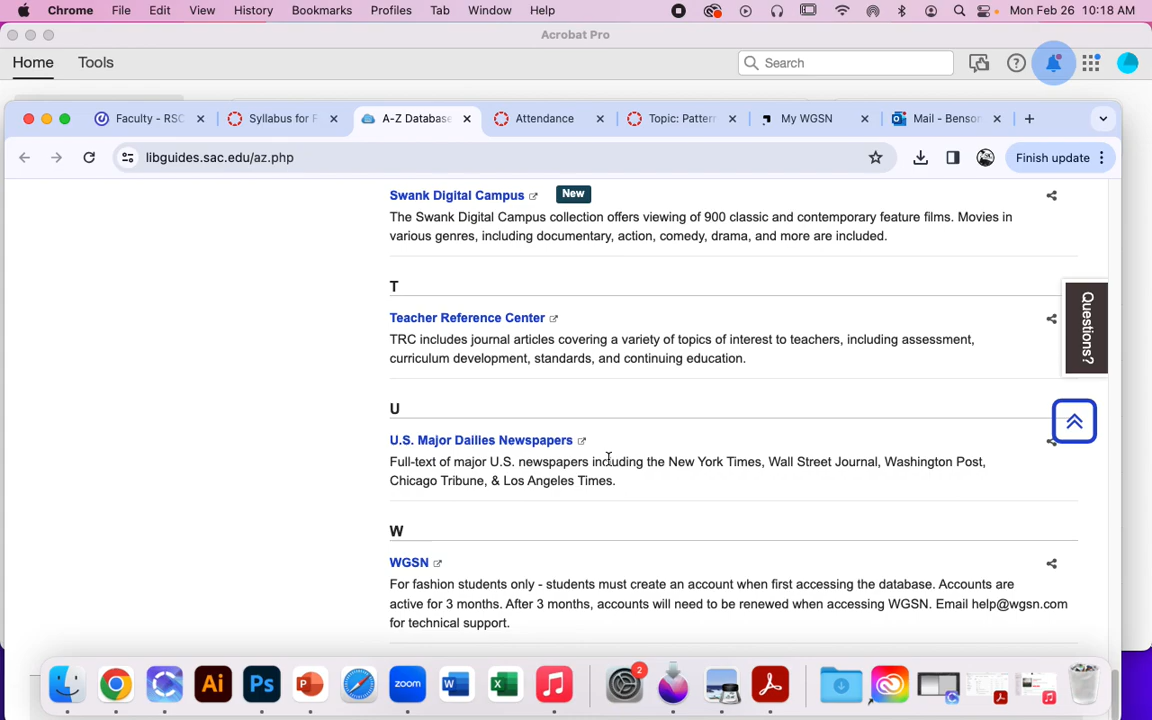 Chrome File Edit View History Bookmarks Profiles Tab Window Help Mon Feb 26 10:18 AM
Acrobat Pro
Home Tools Search
Faculty - RSC Syllabus for F A-Z Database Attendance Topic: Patter My WGSN Mail - Benson
libguides.sac.edu/az.php Finish update
Swank Digital Campus New
The Swank Digital Campus collection offers viewing of 900 classic and contemporary feature films. Movies in
various genres, including documentary, action, comedy, drama, and more are included.
T
Teacher Reference Center
TRC includes journal articles covering a variety of topics of interest to teachers, including assessment,
curriculum development, standards, and continuing education.
Questions?
U
U.S. Major Dailies Newspapers
Full-text of major U.S. newspapers including the New York Times, Wall Street Journal, Washington Post,
Chicago Tribune, & Los Angeles Times.
W
WGSN
For fashion students only - students must create an account when first accessing the database. Accounts are
active for 3 months. After 3 months, accounts will need to be renewed when accessing WGSN. Email help@wgsn.com
for technical support.
Ai Ps zoom 2